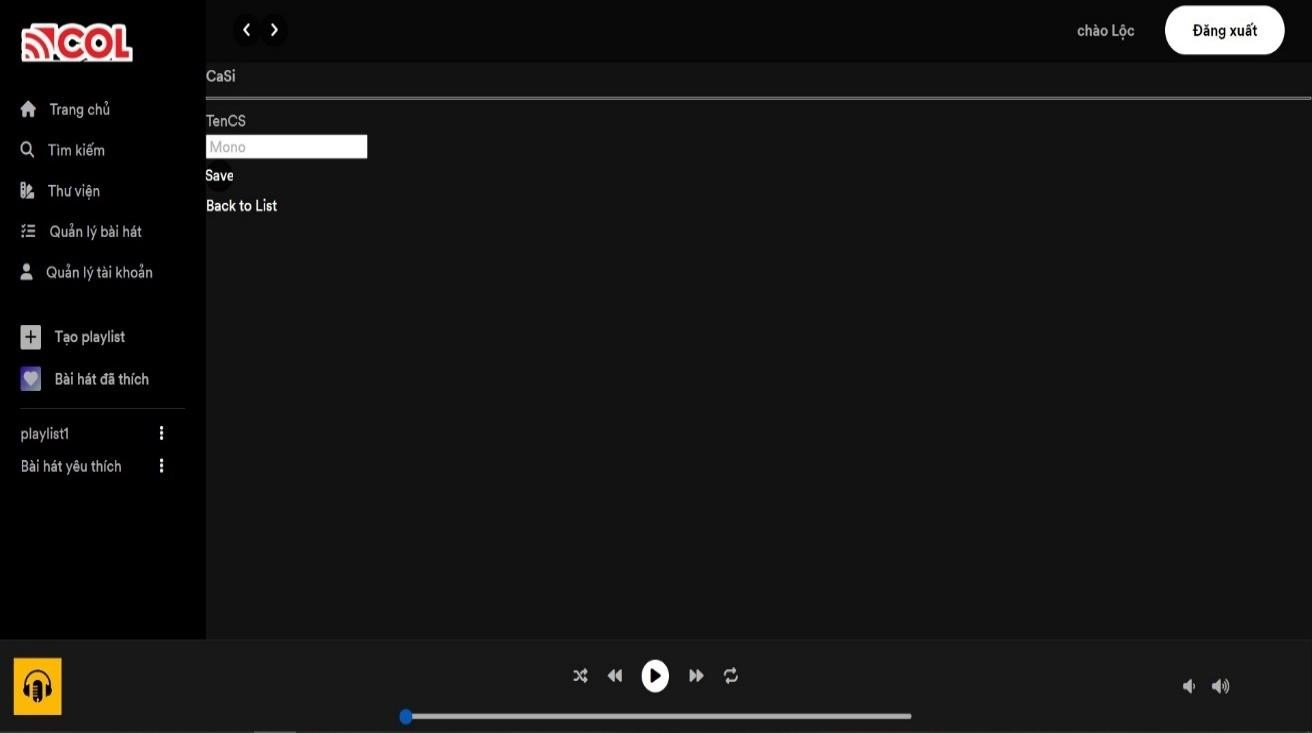 COL
Trang chủ
Tìm kiếm
Thư viện
Quản lý bài hát
Quản lý tài khoản
Tạo playlist
Bài hát đã thích
playlist1
Bài hát yêu thích
chào Lộc
Đăng xuất
CaSi
TenCS
Mono
Save
Back to List